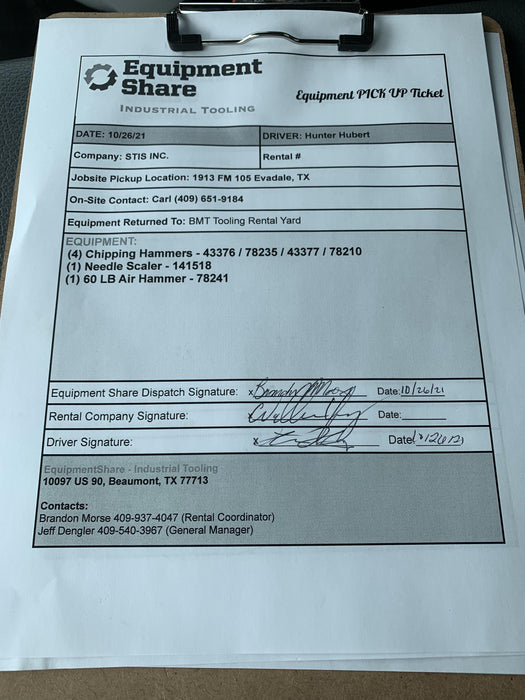 Equipment
Share
INDUSTRIAL TOOLING
Equipment PICK UP Ticket
DATE: 10/26/21 DRIVER: Hunter Hubert
Company: STIS INC. Rental #
Jobsite Pickup Location: 1913 FM 105 Evadale, TX
On-Site Contact: Carl (409) 651-9184
Equipment Returned To: BMT Tooling Rental Yard
EQUIPMENT:
(4) Chipping Hammers - 43376 / 78235 / 43377 / 78210
(1) Needle Scaler - 141518
(1) 60 LB Air Hammer - 78241
Equipment Share Dispatch Signature: x Date: 10/26/21
Rental Company Signature: Date:
Driver Signature: x Date
EquipmentShare - Industrial Tooling
10097 US 90, Beaumont, TX 77713
Contacts:
Brandon Morse 409-937-4047 (Rental Coordinator)
Jeff Dengler 409-540-3967 (General Manager)